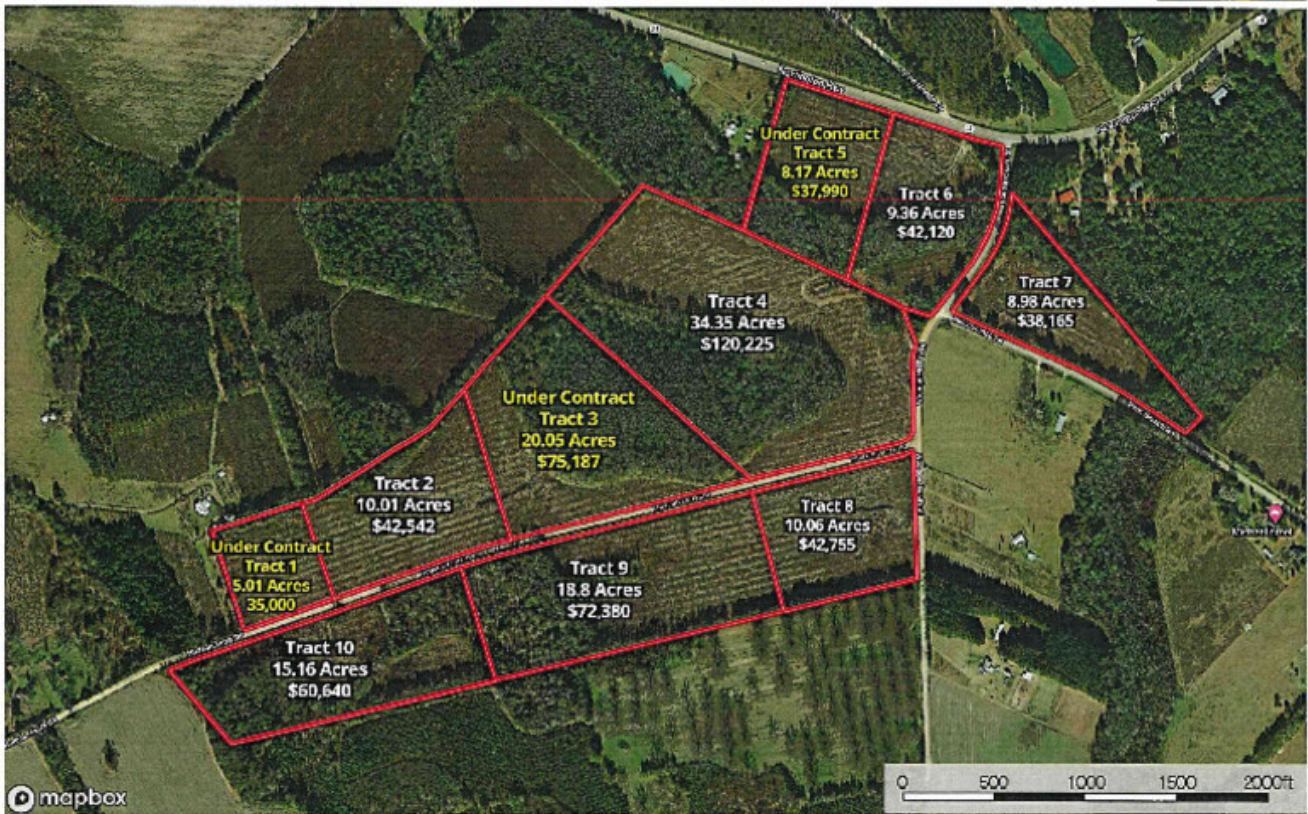 Under Contract
Tract 5
8.17 Acres
$37,990
Tract 6
9.36 Acres
$42,120
Tract 7
8.98 Acres
$38,165
Tract 4
34.35 Acres
$120,225
Under Contract
Tract 3
20.05 Acres
$75,187
Tract 2
10.01 Acres
$42,542
Under Contract
Tract 1
5.01 Acres
35,000
Tract 8
10.06 Acres
$42,755
Tract 9
18.8 Acres
$72,380
Tract 10
15.16 Acres
$60,640
mapbox
0 500 1000 1500 2000ft